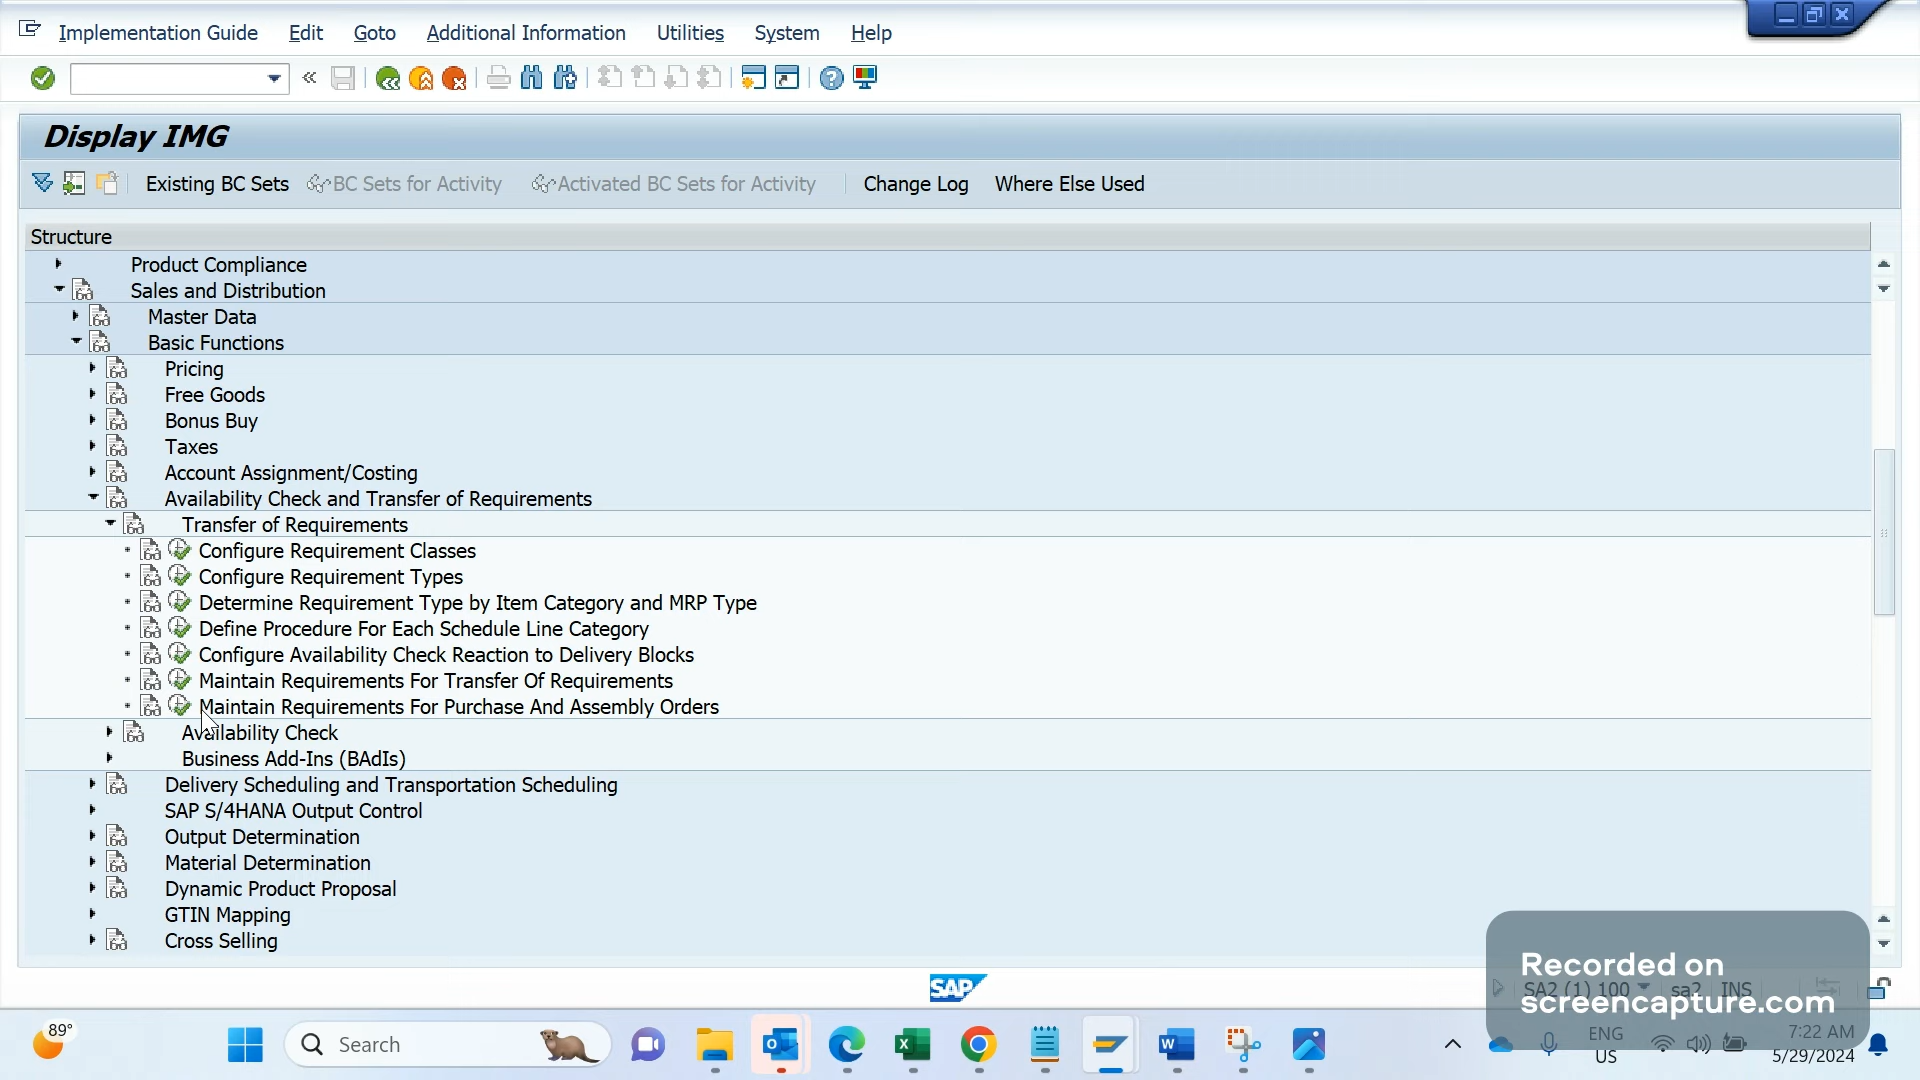 Implementation Guide Edit Goto Additional Information Utilities System Help
Display IMG
Existing BC Sets BC Sets for Activity Activated BC Sets for Activity Change Log Where Else Used
Structure
Product Compliance
Sales and Distribution
Master Data
Basic Functions
Pricing
Free Goods
Bonus Buy
Taxes
Account Assignment/Costing
Availability Check and Transfer of Requirements
Transfer of Requirements
Configure Requirement Classes
Configure Requirement Types
Determine Requirement Type by Item Category and MRP Type
Define Procedure For Each Schedule Line Category
Configure Availability Check Reaction to Delivery Blocks
Maintain Requirements For Transfer Of Requirements
Maintain Requirements For Purchase And Assembly Orders
Availability Check
Business Add-Ins (BAdIs)
Delivery Scheduling and Transportation Scheduling
SAP S/4HANA Output Control
Output Determination
Material Determination
Dynamic Product Proposal
GTIN Mapping
Cross Selling
SAP
SA2 (1) 100 sa2 INS
Recorded on
screencapture.com
89°
Search
ENG
US
7:22 AM
5/29/2024